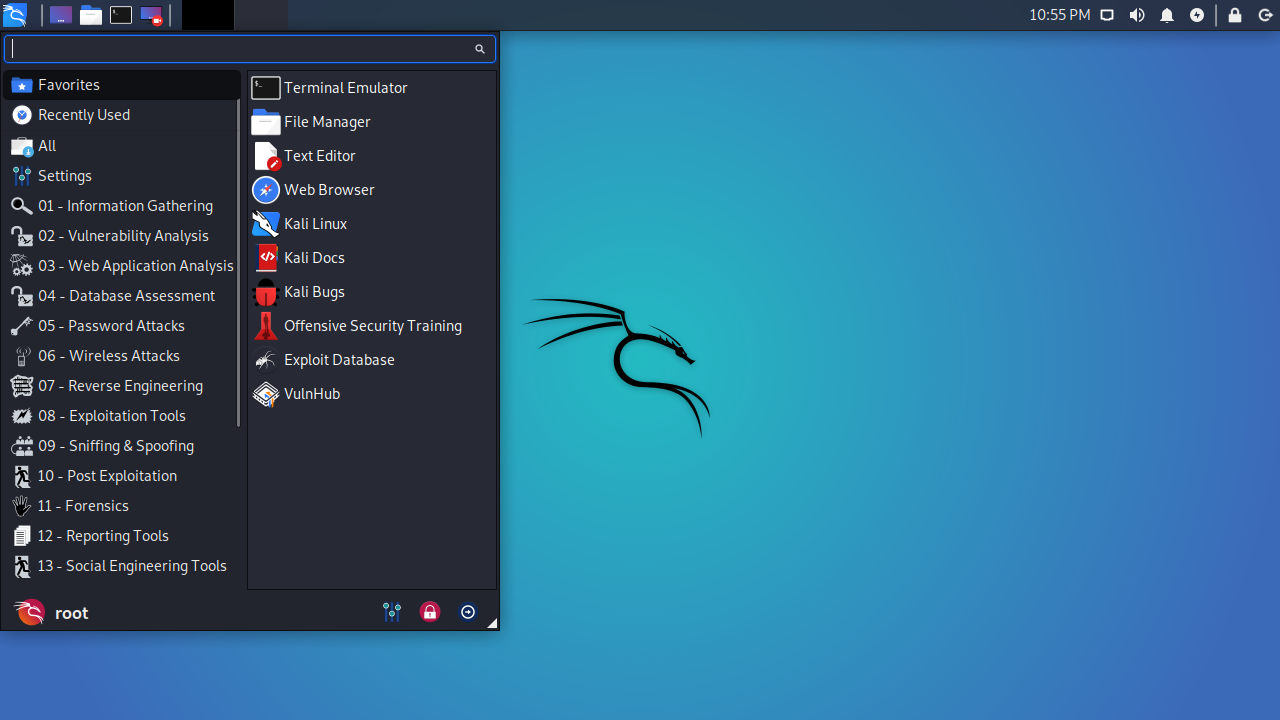 10:55 PM
Favorites
Recently Used
All
Settings
01 - Information Gathering
02 - Vulnerability Analysis
03 - Web Application Analysis
04 - Database Assessment
05 - Password Attacks
06 - Wireless Attacks
07 - Reverse Engineering
08 - Exploitation Tools
09 - Sniffing & Spoofing
10 - Post Exploitation
11 - Forensics
12 - Reporting Tools
13 - Social Engineering Tools
Terminal Emulator
File Manager
Text Editor
Web Browser
Kali Linux
Kali Docs
Kali Bugs
Offensive Security Training
Exploit Database
VulnHub
root